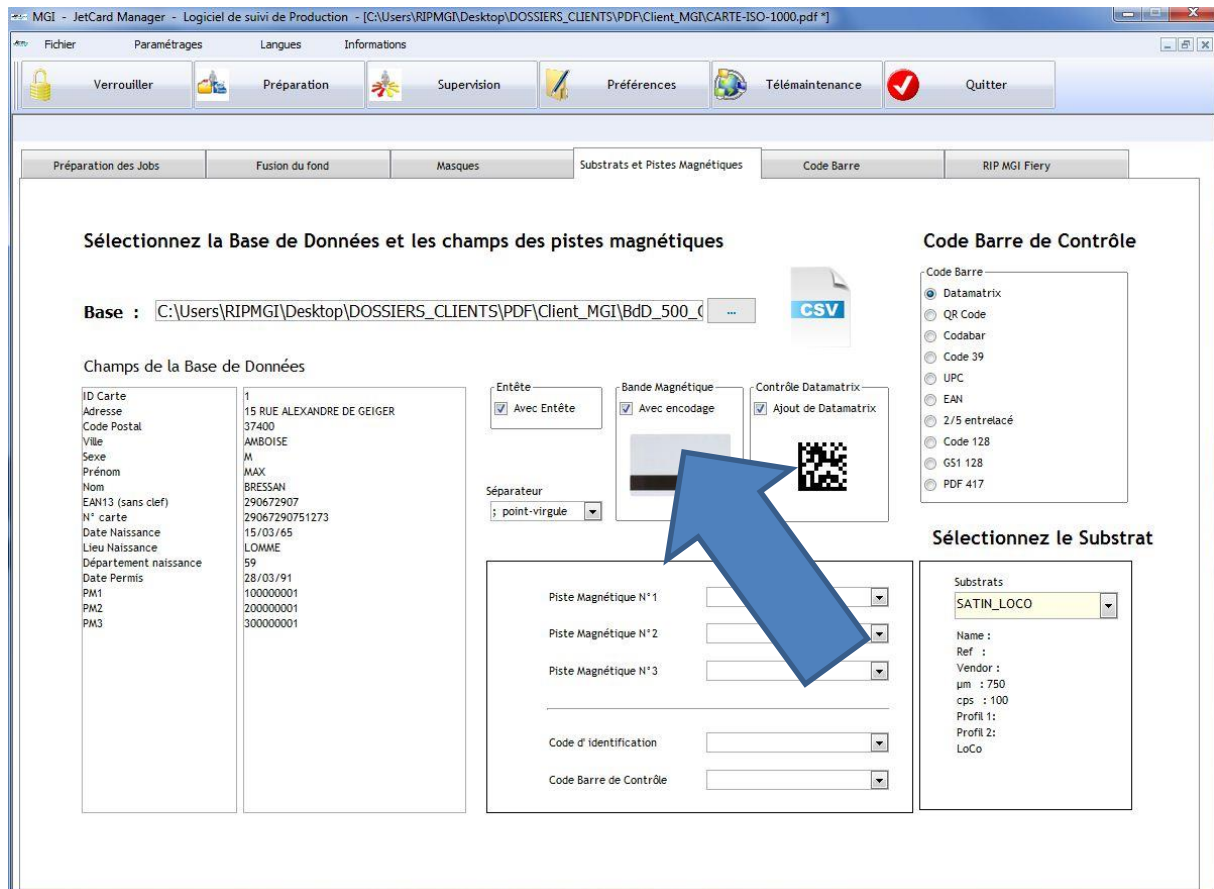 MGI - JetCard Manager - Logiciel de suivi de Production - [C:\Users\RIPMGI\Desktop\DOSSIERS_CLIENTS\PDF\Client_MGI\CARTE-ISO-1000.pdf *]
Fichier Paramétrages Langues Informations
Verrouiller Préparation Supervision Préférences Télémaintenance Quitter
Préparation des Jobs Fusion du fond Masques Substrats et Pistes Magnétiques Code Barre RIP MGI Fiery
Sélectionnez la Base de Données et les champs des pistes magnétiques
Base : C:\Users\RIPMGI\Desktop\DOSSIERS_CLIENTS\PDF\Client_MGI\BdD_500_ ...
CSV
Champs de la Base de Données
ID Carte 1
Adresse 15 RUE ALEXANDRE DE GEIGER
Code Postal 37400
Ville AMBOISE
Sexe M
Prénom MAX
Nom BRESSAN
EAN13 (sans clef) 290672907
N° carte 29067290751273
Date Naissance 15/03/65
Lieu Naissance LOMME
Département naissance 59
Date Permis 28/03/91
PM1 100000001
PM2 200000001
PM3 300000001
Entête
Avec Entête
Séparateur
; point-virgule
Bande Magnétique
Avec encodage
Contrôle Datamatrix
Ajout de Datamatrix
Piste Magnétique N°1
Piste Magnétique N°2
Piste Magnétique N°3
Code d' identification
Code Barre de Contrôle
Code Barre de Contrôle
Code Barre
Datamatrix
QR Code
Codabar
Code 39
UPC
EAN
2/5 entrelacé
Code 128
GS1 128
PDF 417
Sélectionnez le Substrat
Substrats
SATIN_LOCO
Name :
Ref :
Vendor :
µm : 750
cps : 100
Profil 1:
Profil 2:
LoCo